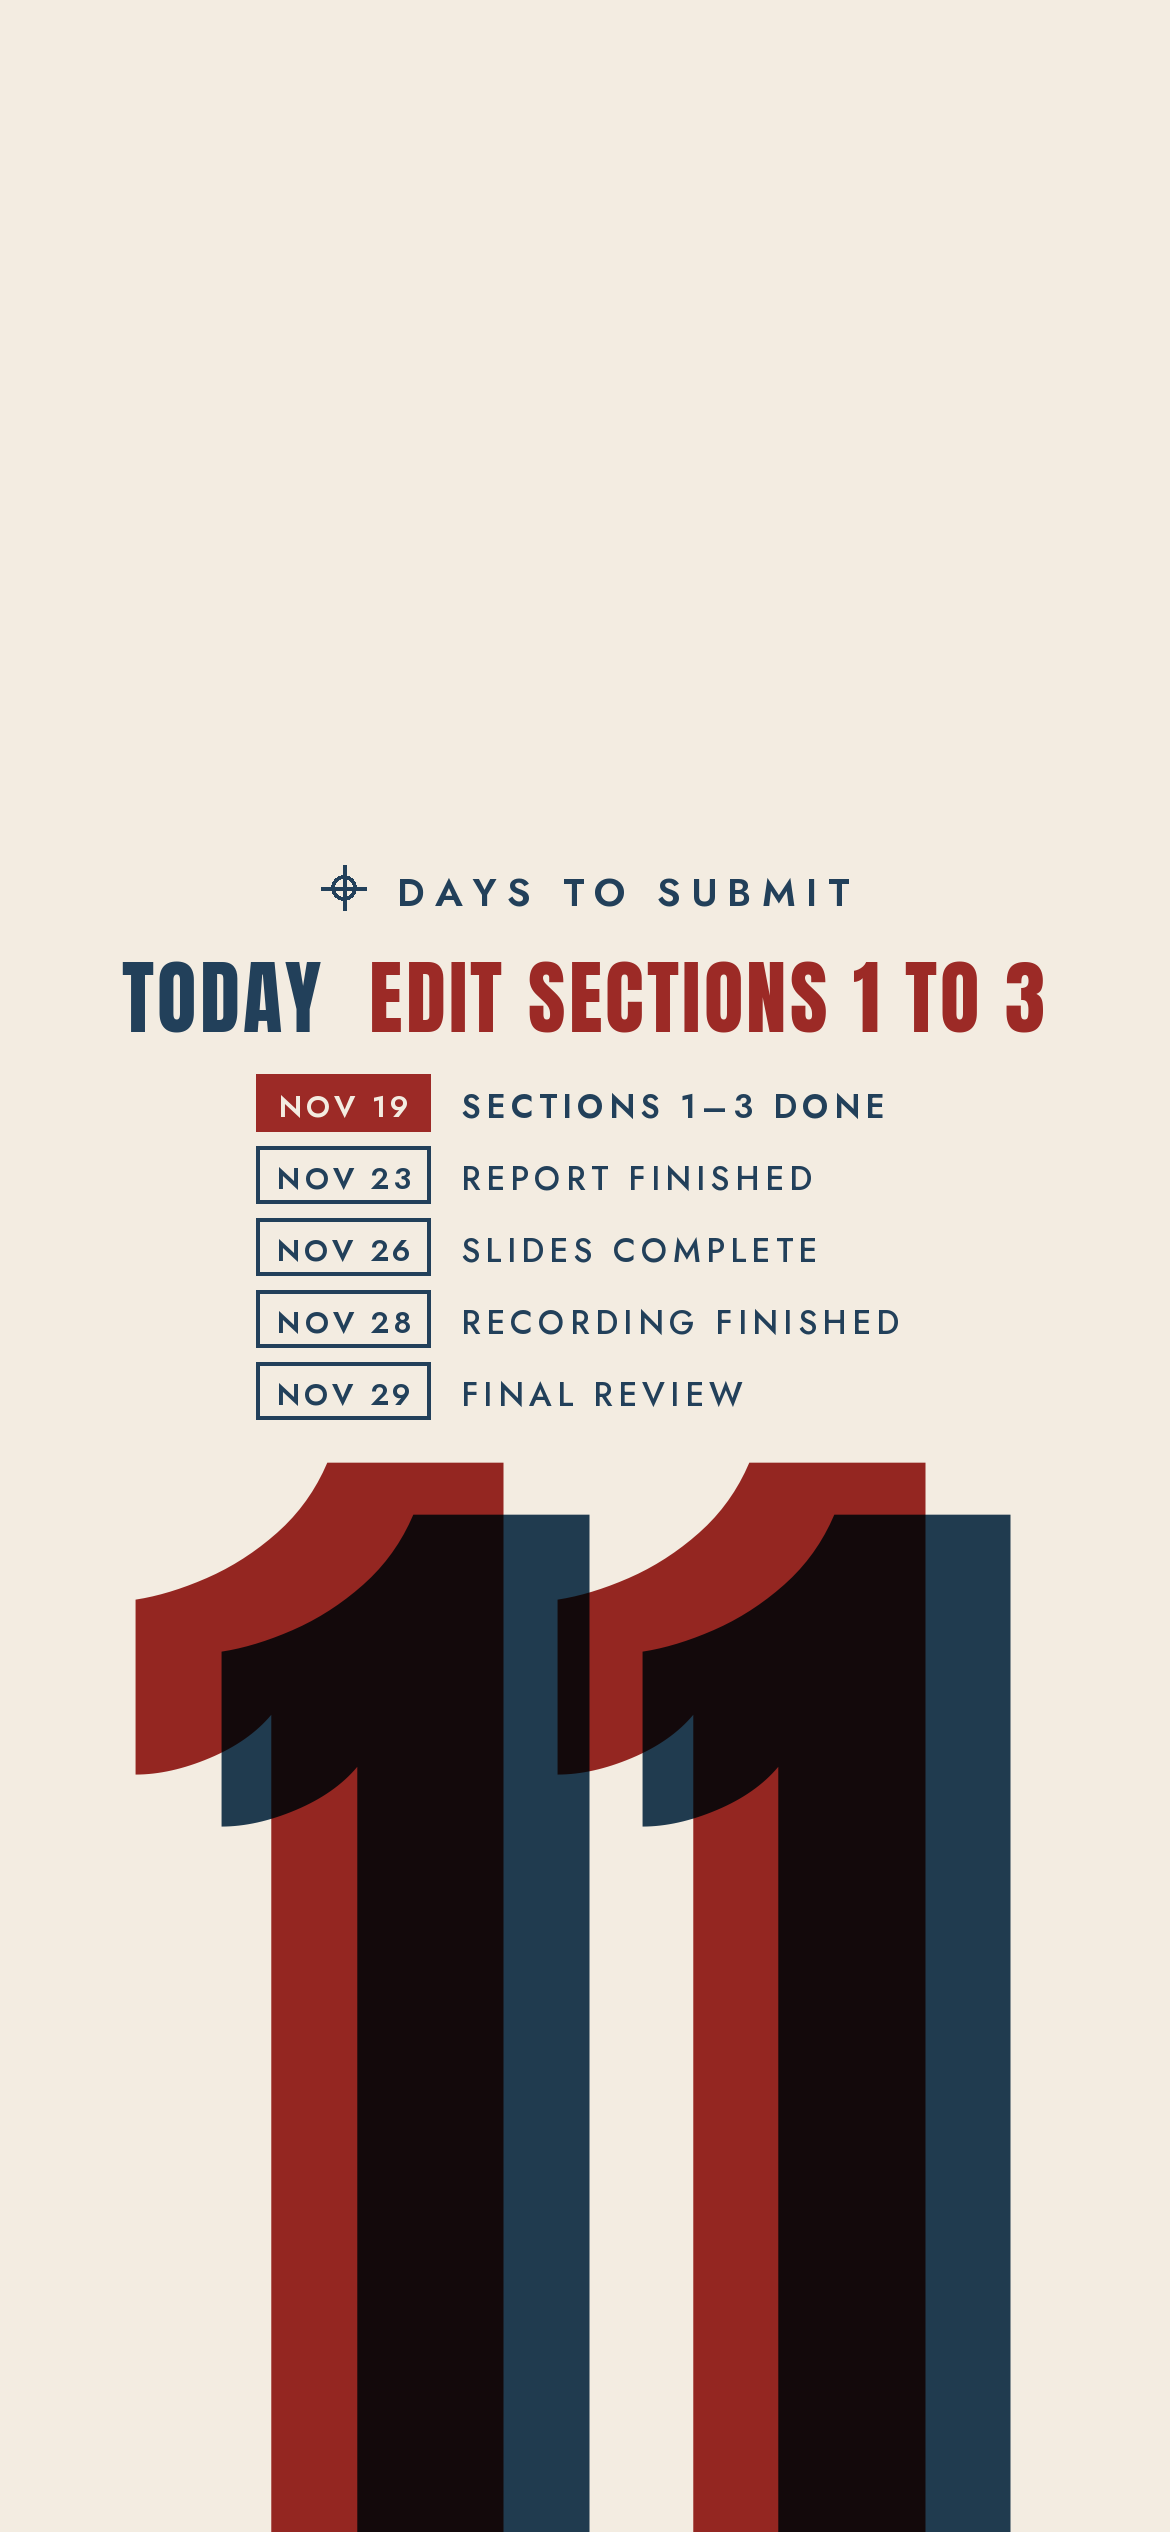 DAYS TO SUBMIT
TODAY EDIT SECTIONS 1 TO 3
NOV 19 SECTIONS 1–3 DONE
NOV 23 REPORT FINISHED
NOV 26 SLIDES COMPLETE
NOV 28 RECORDING FINISHED
NOV 29 FINAL REVIEW
11